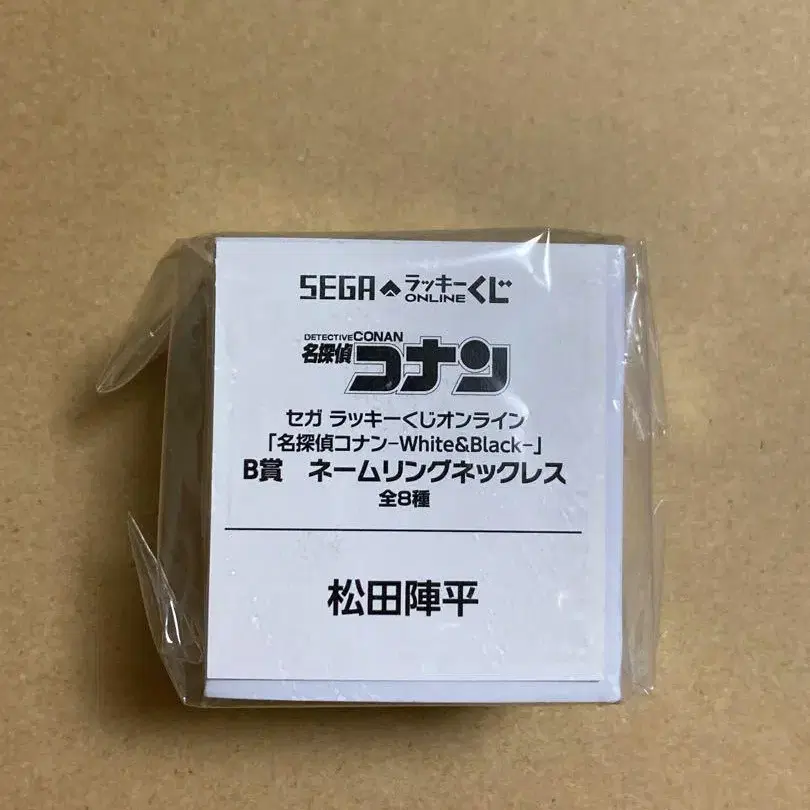 SEGA ラッキーくじ ONLINE
DETECTIVE CONAN
名探偵コナン
セガ ラッキーくじオンライン
「名探偵コナン−White&Black−」
B賞　ネームリングネックレス
全8種
松田陣平